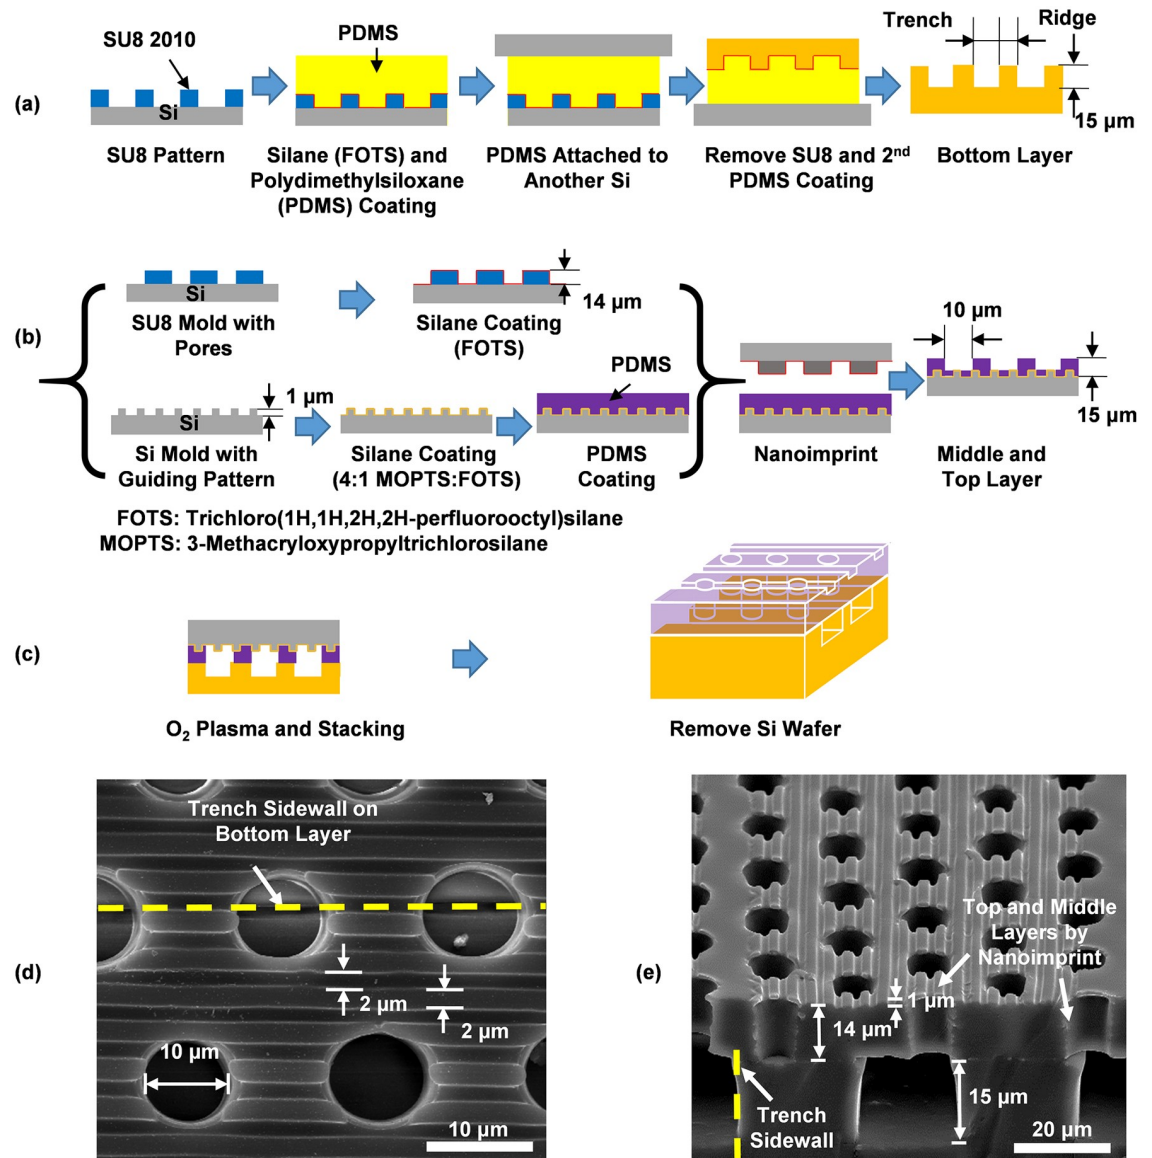 (a)
SU8 2010
Si
SU8 Pattern
PDMS
Silane (FOTS) and
Polydimethylsiloxane
(PDMS) Coating
PDMS Attached to
Another Si
Remove SU8 and 2nd
PDMS Coating
Trench
Ridge
15 μm
Bottom Layer
(b)
Si
SU8 Mold with
Pores
14 μm
Silane Coating
(FOTS)
1 μm
Si
Si Mold with
Guiding Pattern
Silane Coating
(4:1 MOPTS:FOTS)
PDMS
PDMS
Coating
Nanoimprint
10 μm
15 μm
Middle and
Top Layer
FOTS: Trichloro(1H,1H,2H,2H-perfluorooctyl)silane
MOPTS: 3-Methacryloxypropyltrichlorosilane
(c)
O2 Plasma and Stacking
Remove Si Wafer
(d)
Trench Sidewall on
Bottom Layer
2 μm
2 μm
10 μm
10 μm
(e)
Top and Middle
Layers by
Nanoimprint
1 μm
14 μm
15 μm
Trench
Sidewall
20 μm